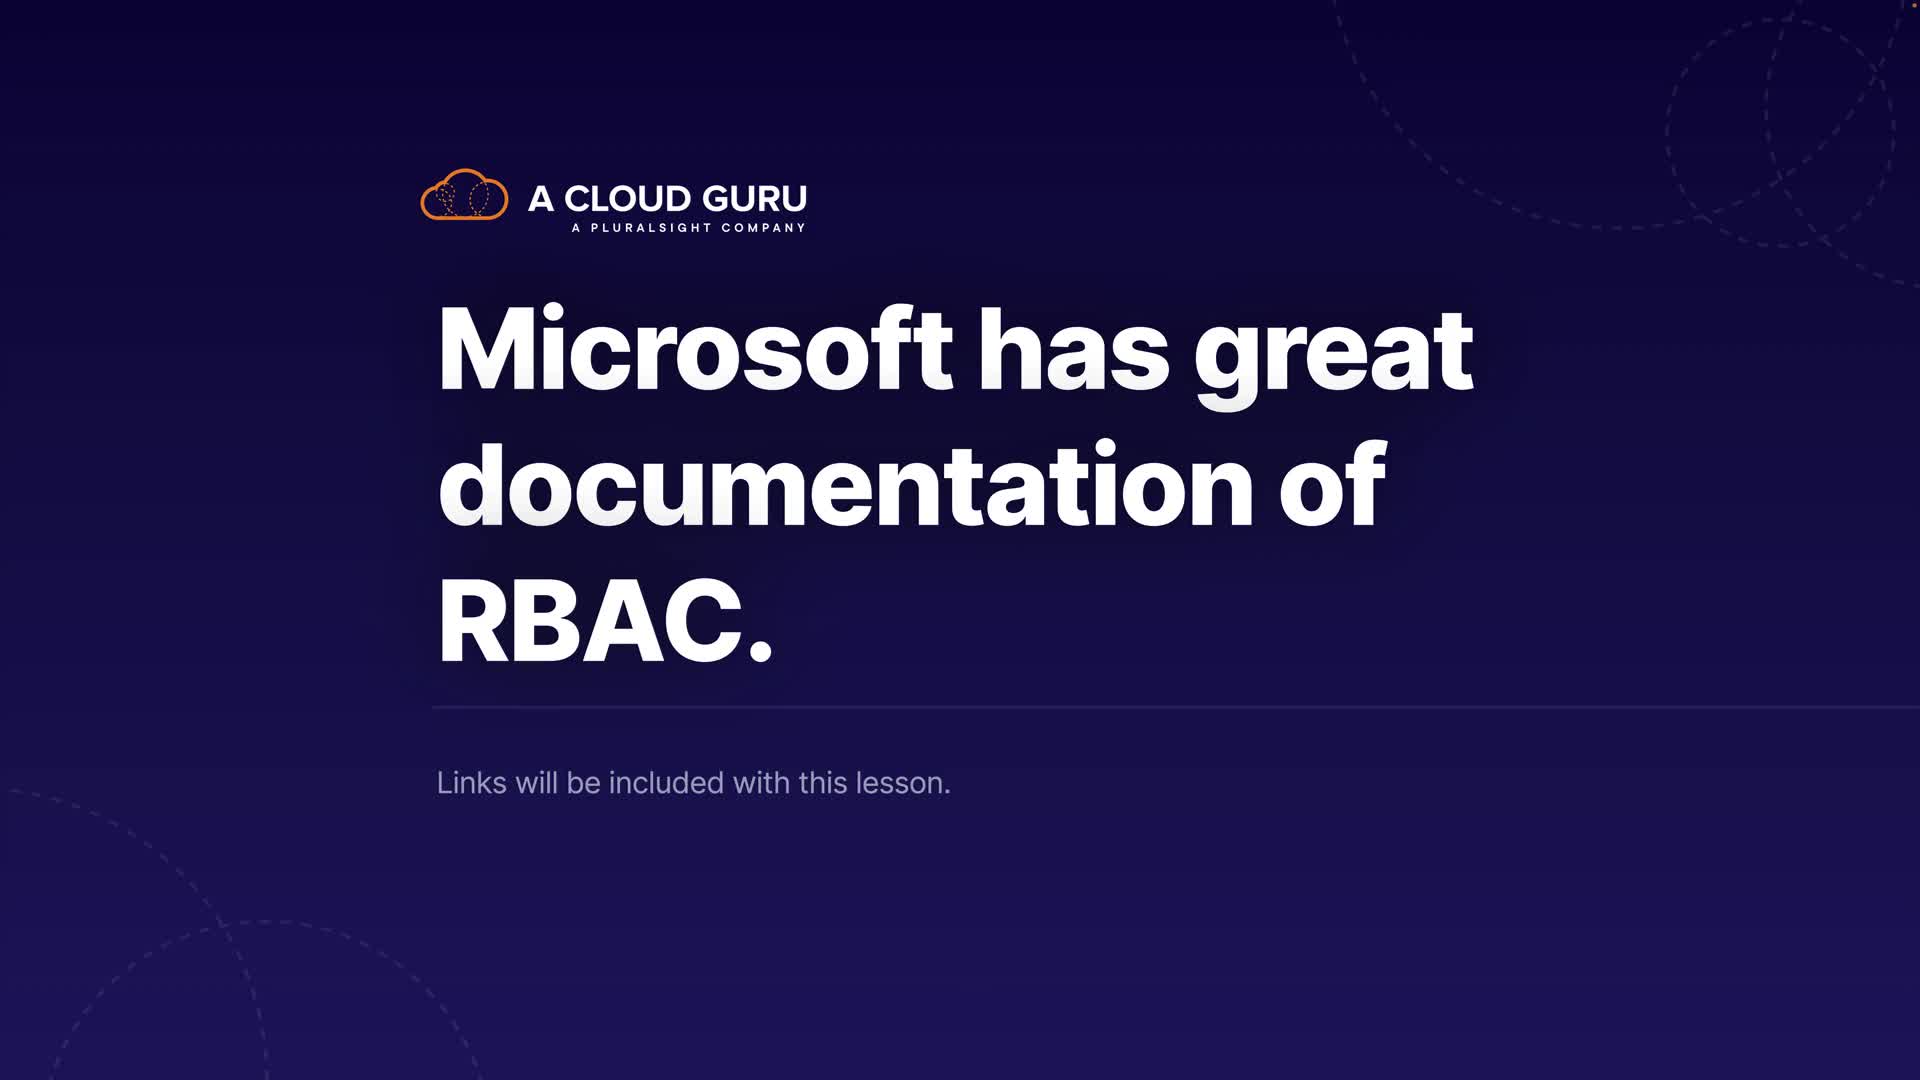 A CLOUD GURU
A PLURALSIGHT COMPANY
Microsoft has great
documentation of
RBAC.
Links will be included with this lesson.